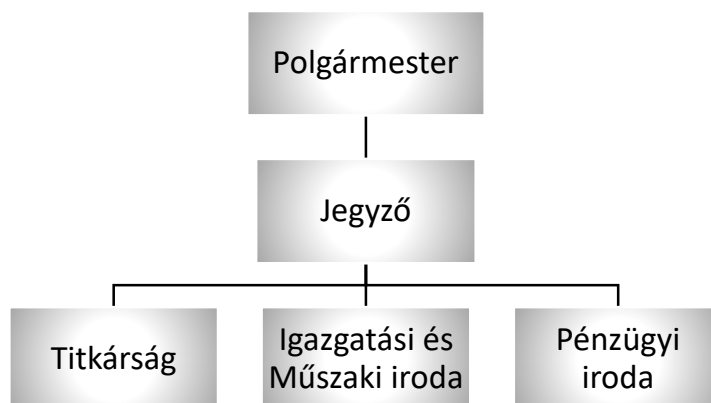 Polgármester
Jegyző
Titkárság
Igazgatási és
Műszaki iroda
Pénzügyi
iroda